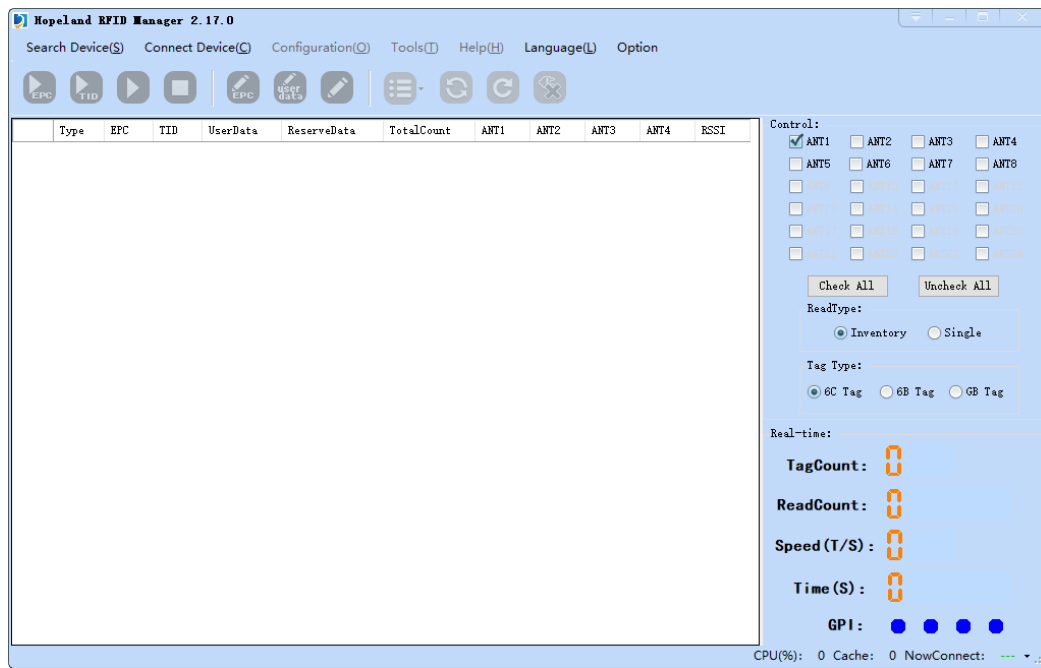 Hopeland RFID Manager 2.17.0
Search Device(S) Connect Device(C) Configuration(O) Tools(T) Help(H) Language(L) Option
EPC TID EPC user data
Type EPC TID UserData ReserveData TotalCount ANT1 ANT2 ANT3 ANT4 RSSI
Control:
ANT1 ANT2 ANT3 ANT4
ANT5 ANT6 ANT7 ANT8
Check All Uncheck All
ReadType:
Inventory Single
Tag Type:
6C Tag 6B Tag GB Tag
Real-time:
TagCount: 0
ReadCount: 0
Speed(T/S): 0
Time(S): 0
GPI:
CPU(%): 0 Cache: 0 NowConnect: ---